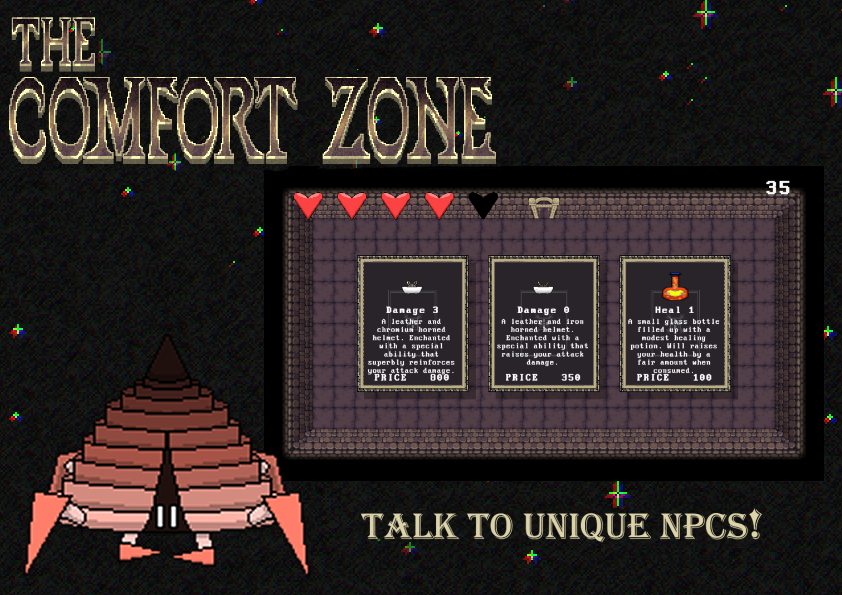 THE
COMFORT ZONE
35
Damage 3
A leather and
chromium horned
helmet. Enchanted
with a special
ability that
superbly reinforces
your attack damage.
PRICE 800
Damage 0
A leather and iron
horned helmet.
Enchanted with a
special ability that
raises your attack
damage.
PRICE 350
Heal 1
A small glass bottle
filled up with a
modest healing
potion. Will raises
your health by a
fair amount when
consumed.
PRICE 100
TALK TO UNIQUE NPCS!